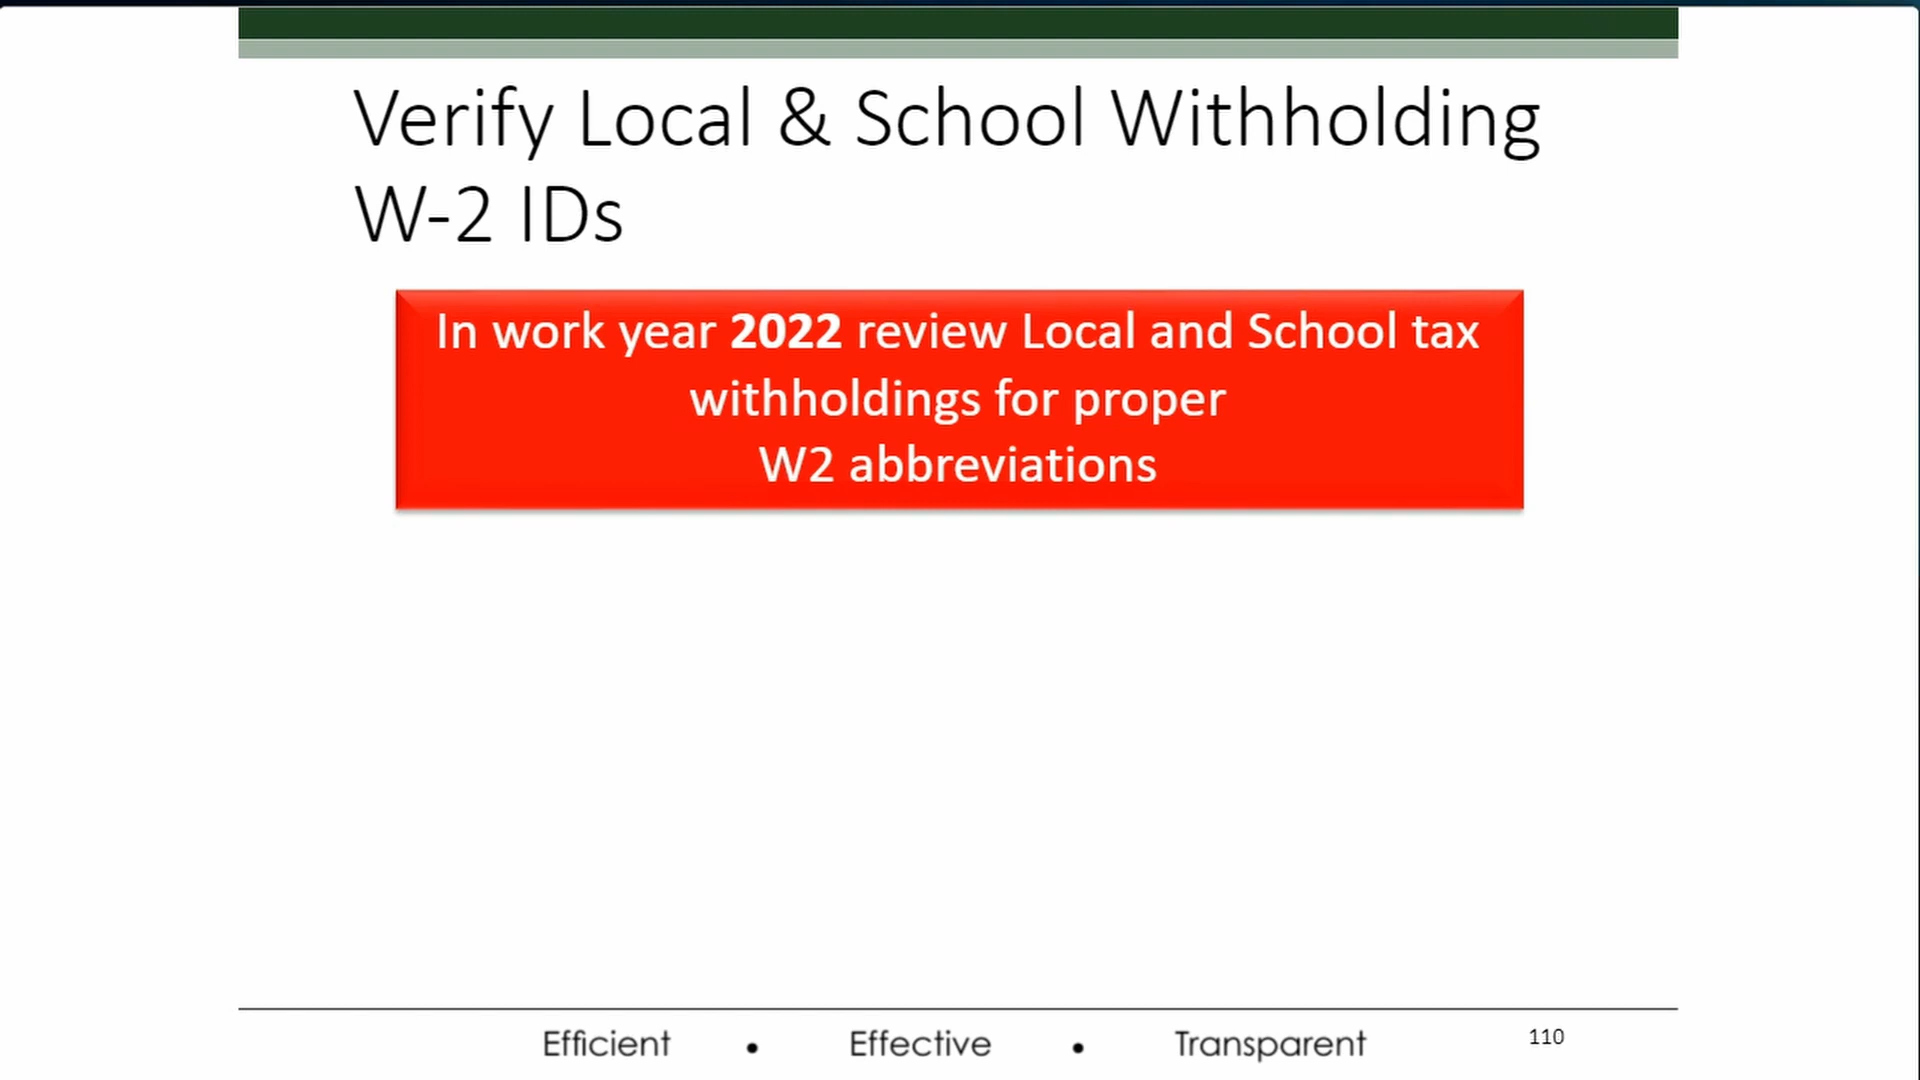 Verify Local & School Withholding
W-2 IDs
In work year 2022 review Local and School tax
withholdings for proper
W2 abbreviations
Efficient • Effective • Transparent 110